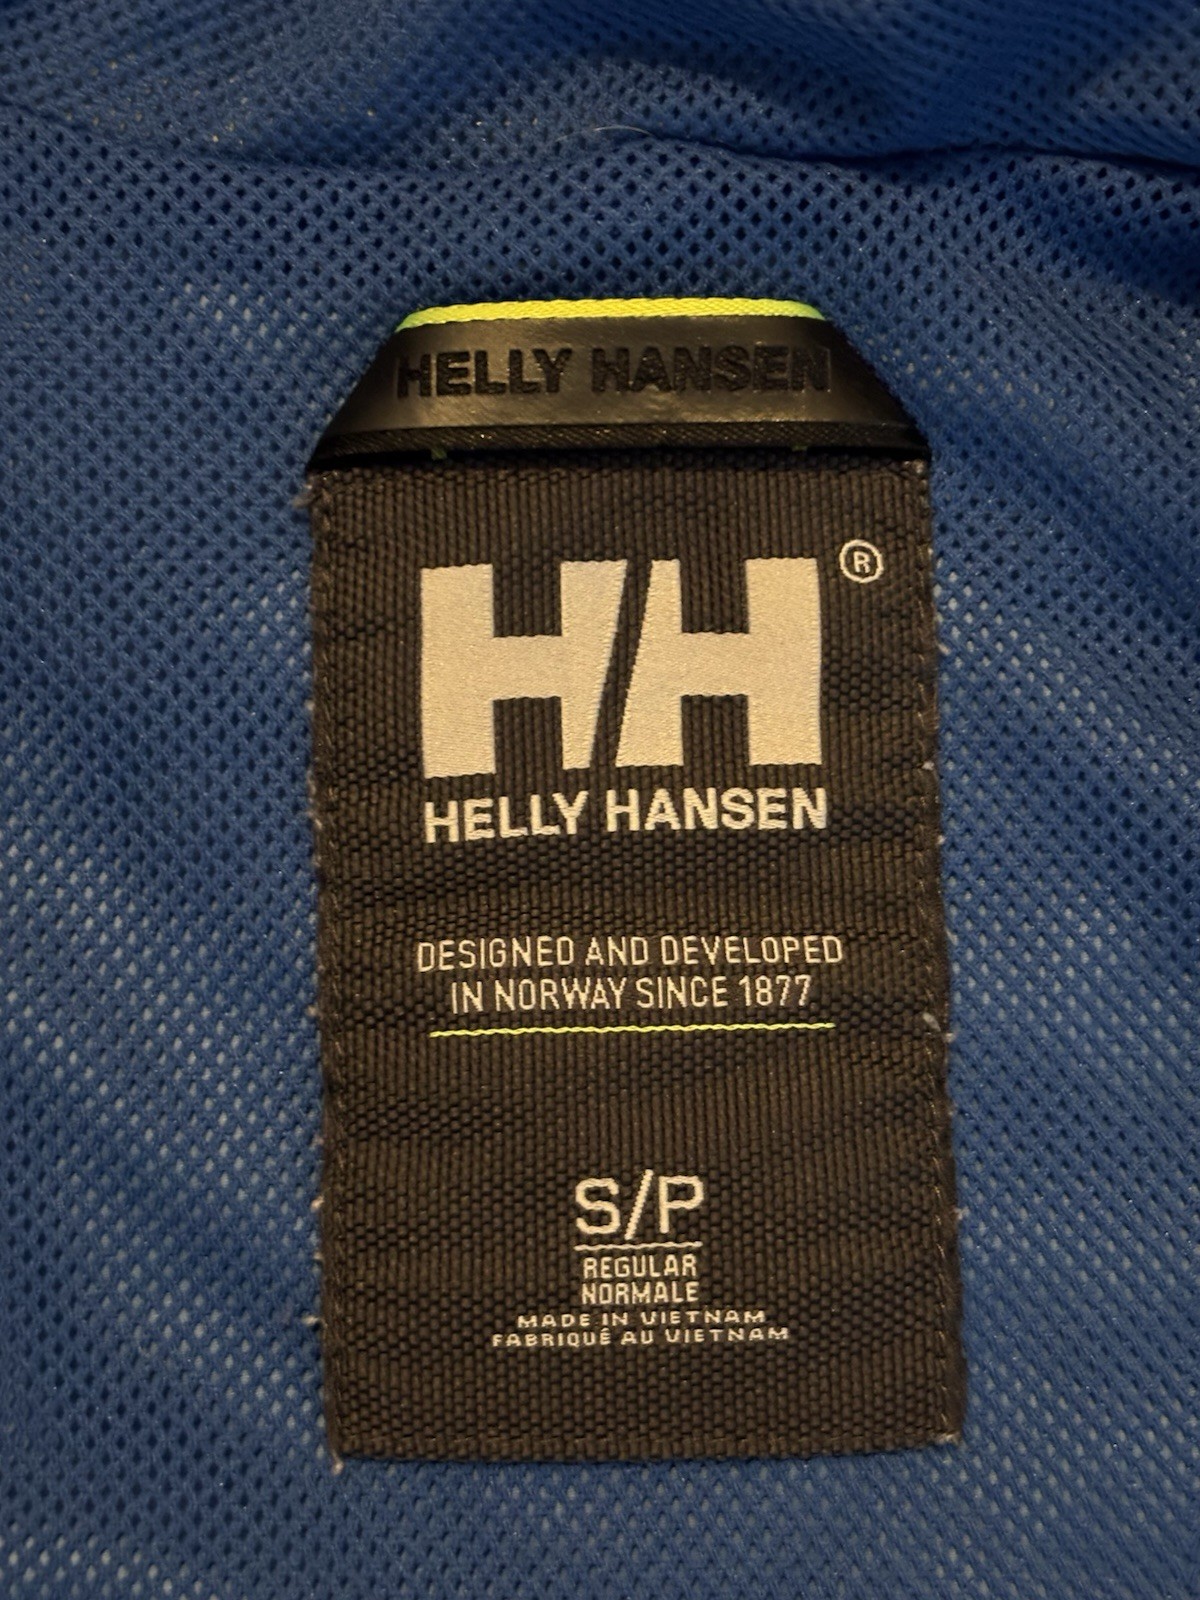 HELLY HANSEN
HH ®
HELLY HANSEN
DESIGNED AND DEVELOPED
IN NORWAY SINCE 1877
S/P
REGULAR
NORMALE
MADE IN VIETNAM
FABRIQUÉ AU VIETNAM